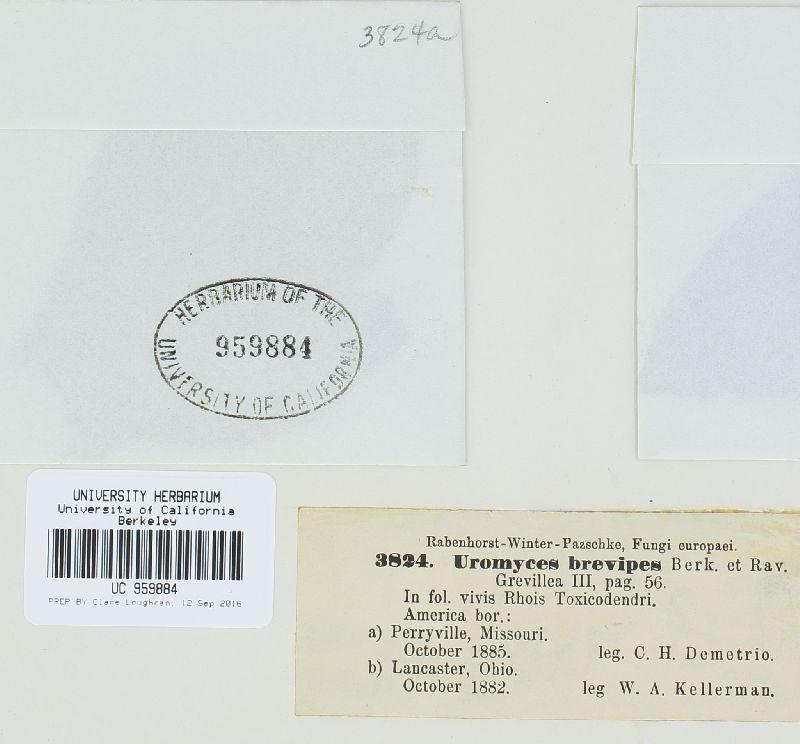 3824a
HERBARIUM OF THE
959884
UNIVERSITY OF CALIFORNIA
UNIVERSITY HERBARIUM
University of California
Berkeley
UC 959884
PREP BY Clare Loughran, 12 Sep 2016
Rabenhorst-Winter-Pazschke, Fungi europaei.
3824. Uromyces brevipes Berk. et Rav.
Grevillea III, pag. 56.
In fol. vivis Rhois Toxicodendri.
America bor.:
a) Perryville, Missouri.
October 1885. leg. C. H. Demetrio.
b) Lancaster, Ohio.
October 1882. leg W. A. Kellerman.